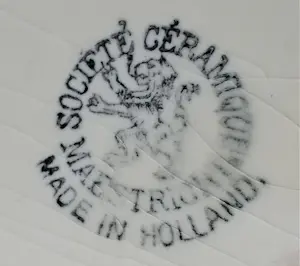 SOCIÉTÉ CÉRAMIQUE
MAESTRICHT
MADE IN HOLLAND.